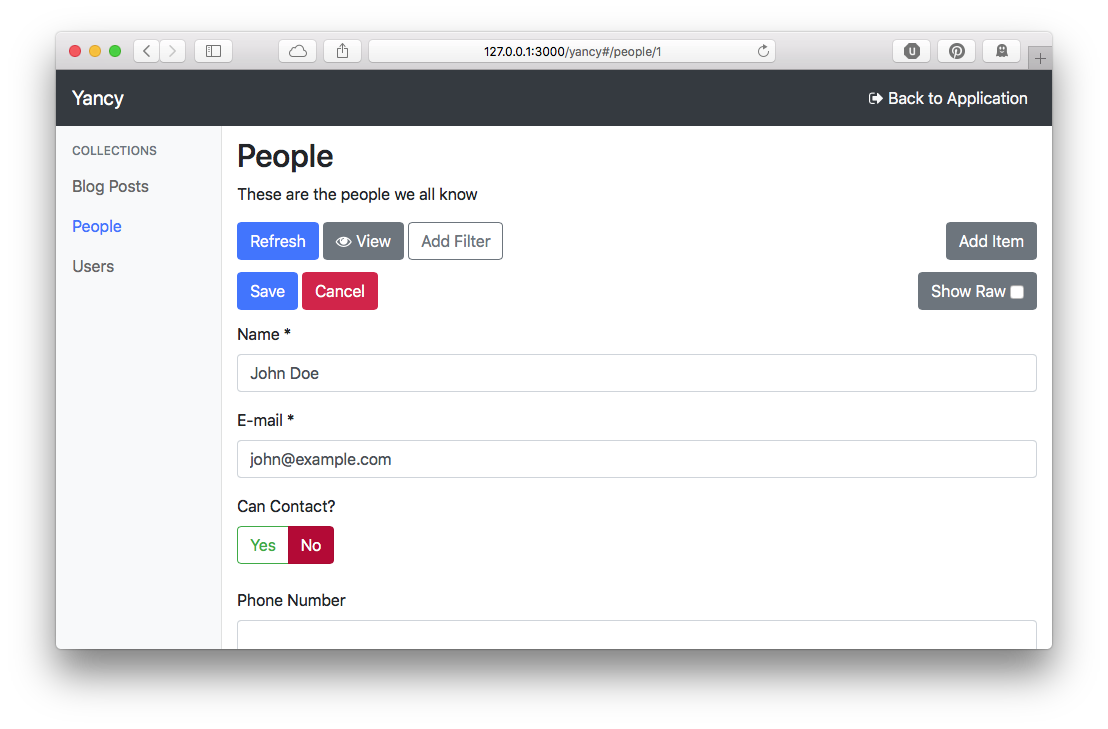 127.0.0.1:3000/yancy#/people/1
Yancy
Back to Application
COLLECTIONS
Blog Posts
People
Users
People
These are the people we all know
Refresh View Add Filter Add Item
Save Cancel Show Raw
Name *
John Doe
E-mail *
john@example.com
Can Contact?
Yes No
Phone Number